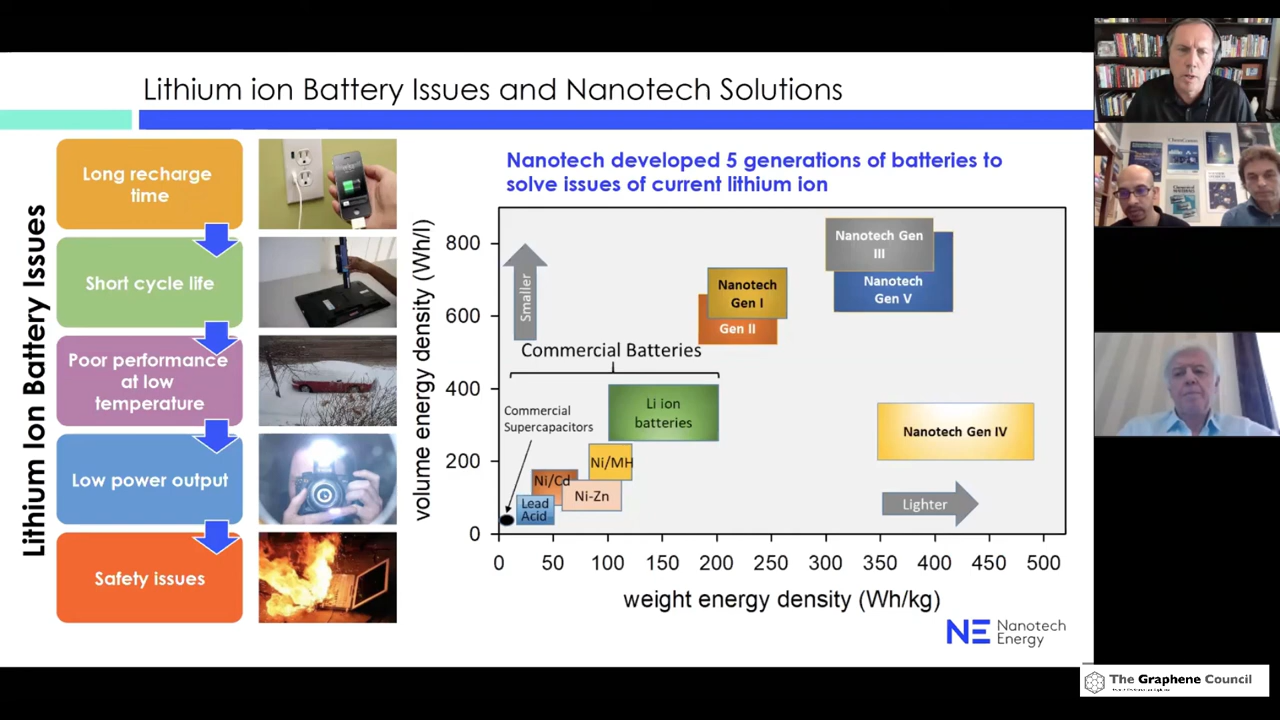 Lithium ion Battery Issues and Nanotech Solutions
Lithium Ion Battery Issues
Long recharge
time
Short cycle life
Poor performance
at low
temperature
Low power output
Safety issues
Nanotech developed 5 generations of batteries to
solve issues of current lithium ion
volume energy density (Wh/l)
800
600
400
200
0
Smaller
Commercial Batteries
Commercial
Supercapacitors
Lead
Acid
Ni/Cd
Ni-Zn
Ni/MH
Li ion
batteries
Nanotech
Gen I
Gen II
Nanotech Gen
III
Nanotech
Gen V
Nanotech Gen IV
Lighter
0 50 100 150 200 250 300 350 400 450 500
weight energy density (Wh/kg)
NE Nanotech
Energy
The Graphene Council